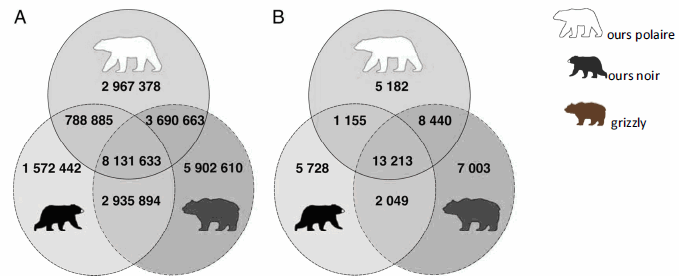 A
2 967 378
788 885
3 690 663
8 131 633
1 572 442
5 902 610
2 935 894
B
5 182
1 155
8 440
13 213
5 728
7 003
2 049
ours polaire
ours noir
grizzly